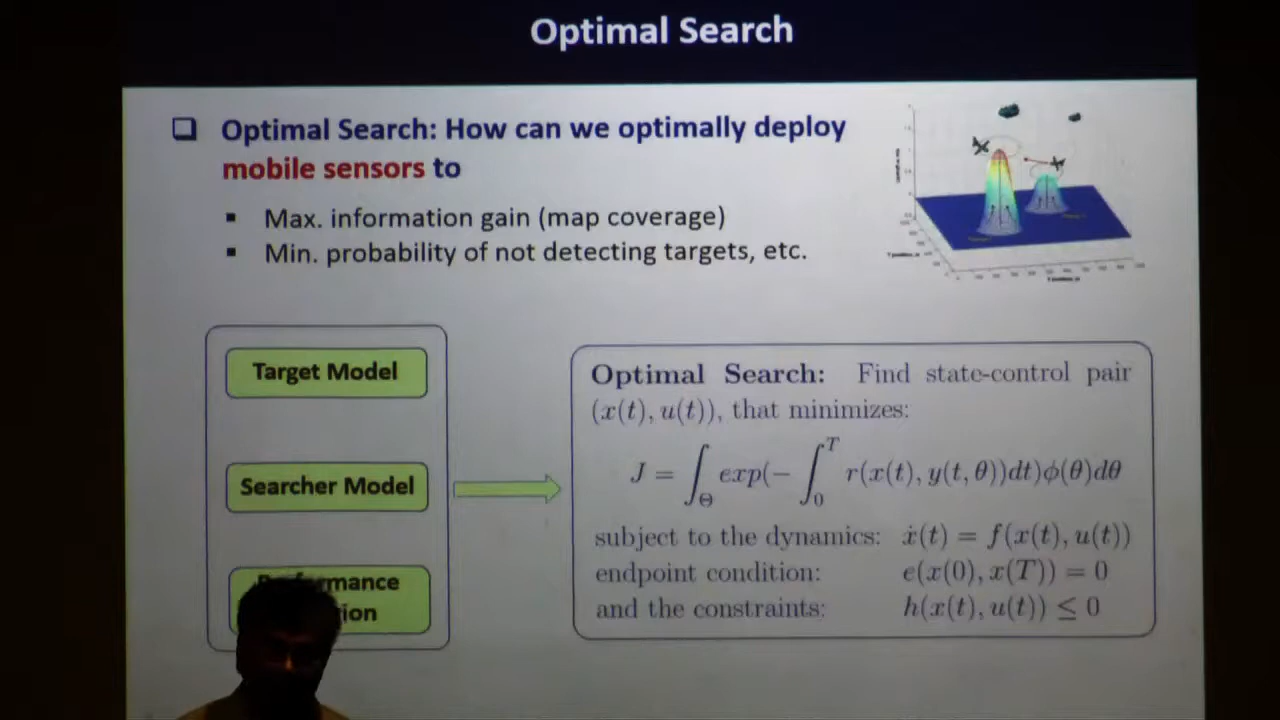 Optimal Search
❑ Optimal Search: How can we optimally deploy
mobile sensors to
▪ Max. information gain (map coverage)
▪ Min. probability of not detecting targets, etc.
Target Model
Searcher Model
Optimal Search: Find state-control pair
(x(t), u(t)), that minimizes:
J = ∫_Θ exp(− ∫_0^T r(x(t), y(t, θ))dt)ϕ(θ)dθ
subject to the dynamics: ẋ(t) = f(x(t), u(t))
endpoint condition: e(x(0), x(T)) = 0
and the constraints: h(x(t), u(t)) ≤ 0